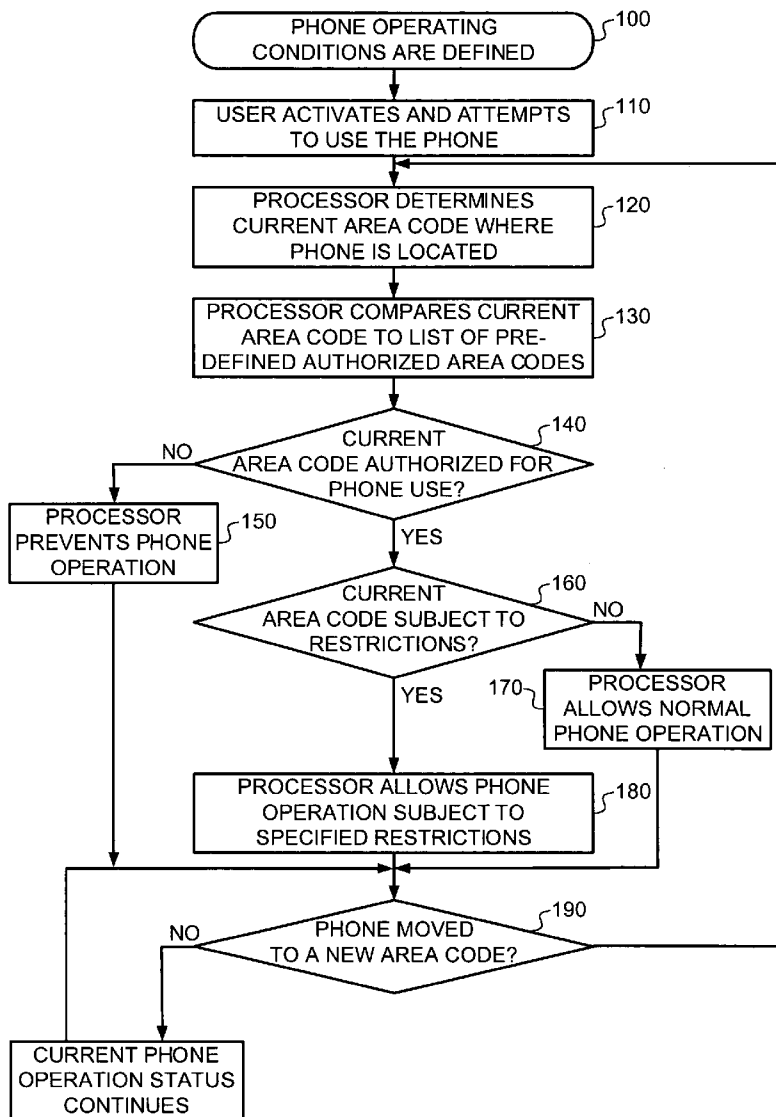 PHONE OPERATING
CONDITIONS ARE DEFINED
100
USER ACTIVATES AND ATTEMPTS
TO USE THE PHONE
110
PROCESSOR DETERMINES
CURRENT AREA CODE WHERE
PHONE IS LOCATED
120
PROCESSOR COMPARES CURRENT
AREA CODE TO LIST OF PRE-
DEFINED AUTHORIZED AREA CODES
130
CURRENT
AREA CODE AUTHORIZED FOR
PHONE USE?
140
NO
YES
PROCESSOR
PREVENTS PHONE
OPERATION
150
CURRENT
AREA CODE SUBJECT TO
RESTRICTIONS?
160
NO
YES
170
PROCESSOR
ALLOWS NORMAL
PHONE OPERATION
PROCESSOR ALLOWS PHONE
OPERATION SUBJECT TO
SPECIFIED RESTRICTIONS
180
PHONE MOVED
TO A NEW AREA CODE?
190
NO
CURRENT PHONE
OPERATION STATUS
CONTINUES